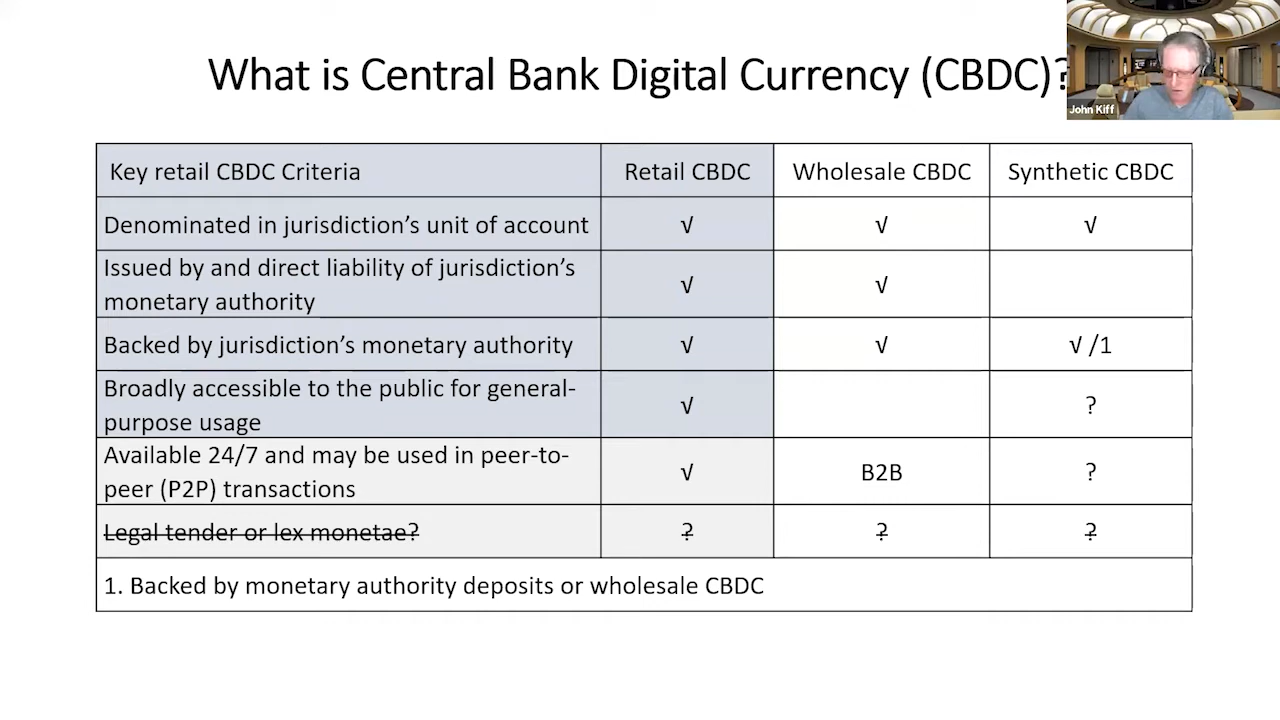 What is Central Bank Digital Currency (CBDC)?
John Kiff
Key retail CBDC Criteria Retail CBDC Wholesale CBDC Synthetic CBDC
Denominated in jurisdiction's unit of account √ √ √
Issued by and direct liability of jurisdiction's
monetary authority √ √
Backed by jurisdiction's monetary authority √ √ √ /1
Broadly accessible to the public for general-
purpose usage √ ?
Available 24/7 and may be used in peer-to-
peer (P2P) transactions √ B2B ?
Legal tender or lex monetae? ? ? ?
1. Backed by monetary authority deposits or wholesale CBDC